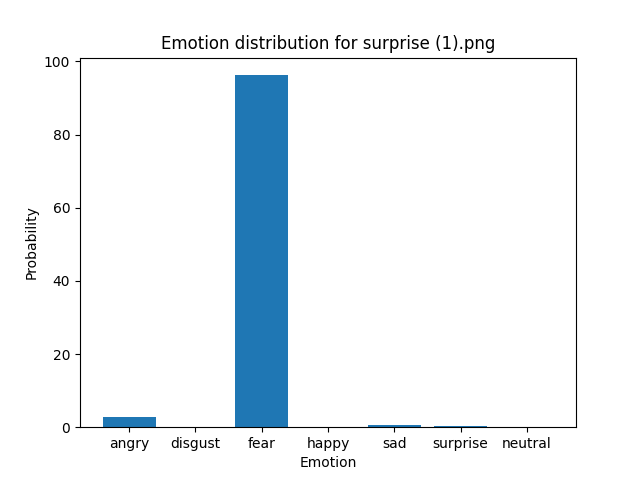 Emotion distribution for surprise (1).png
Probability
100
80
60
40
20
0
angry disgust fear happy sad surprise neutral
Emotion